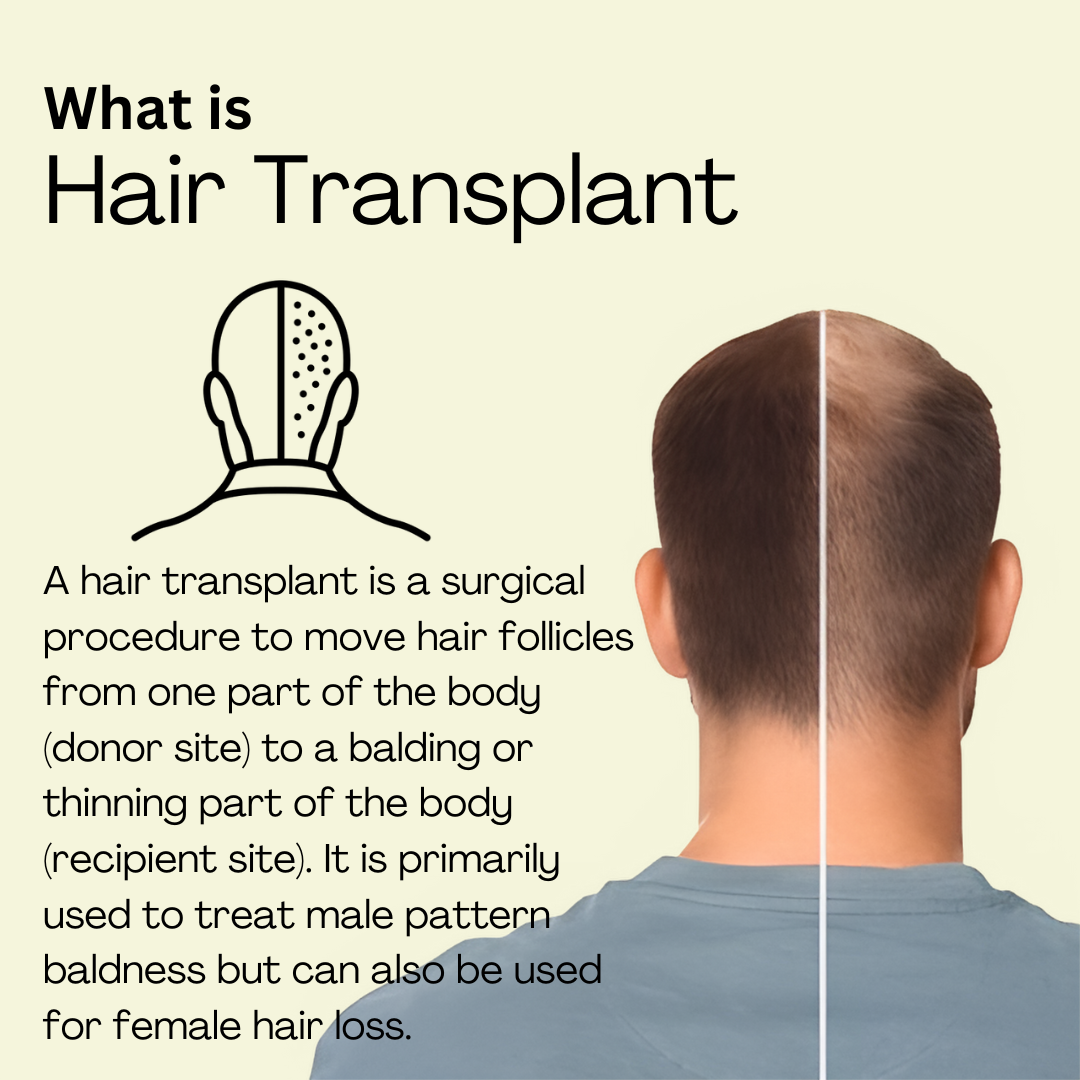 What is
Hair Transplant
A hair transplant is a surgical
procedure to move hair follicles
from one part of the body
(donor site) to a balding or
thinning part of the body
(recipient site). It is primarily
used to treat male pattern
baldness but can also be used
for female hair loss.